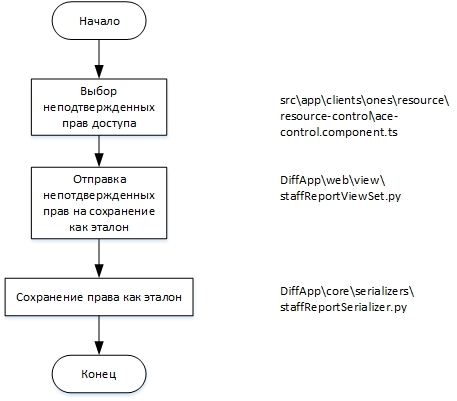 Начало
Выбор
неподтвержденных
прав доступа
src\app\clients\ones\resource\
resource-control\ace-
control.component.ts
Отправка
непотдвержденных
прав на сохранение
как эталон
DiffApp\web\view\
staffReportViewSet.py
Сохранение права как эталон
DiffApp\core\serializers\
staffReportSerializer.py
Конец